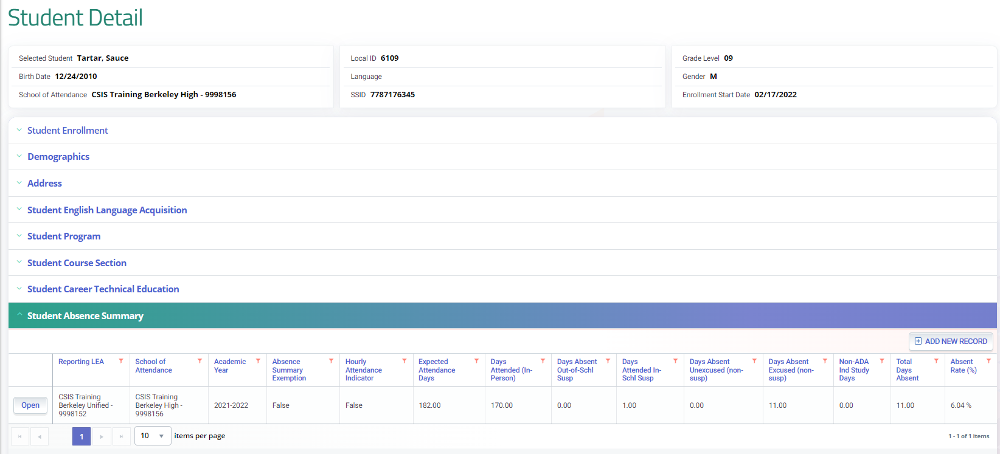 Student Detail
Selected Student Tartar, Sauce
Birth Date 12/24/2010
School of Attendance CSIS Training Berkeley High - 9998156
Local ID 6109
Language
SSID 7787176345
Grade Level 09
Gender M
Enrollment Start Date 02/17/2022
Student Enrollment
Demographics
Address
Student English Language Acquisition
Student Program
Student Course Section
Student Career Technical Education
Student Absence Summary
ADD NEW RECORD
Reporting LEA
School of
Attendance
Academic
Year
Absence
Summary
Exemption
Hourly
Attendance
Indicator
Expected
Attendance
Days
Days
Attended (In-
Person)
Days Absent
Out-of-Schl
Susp
Days
Attended In-
Schl Susp
Days Absent
Unexcused (non-
susp)
Days Absent
Excused (non-
susp)
Non-ADA
Ind Study
Days
Total
Days
Absent
Absent
Rate (%)
Open
CSIS Training
Berkeley Unified -
9998152
CSIS Training
Berkeley High -
9998156
2021-2022
False
False
182.00
170.00
0.00
1.00
0.00
11.00
0.00
11.00
6.04 %
1
10
items per page
1 - 1 of 1 items